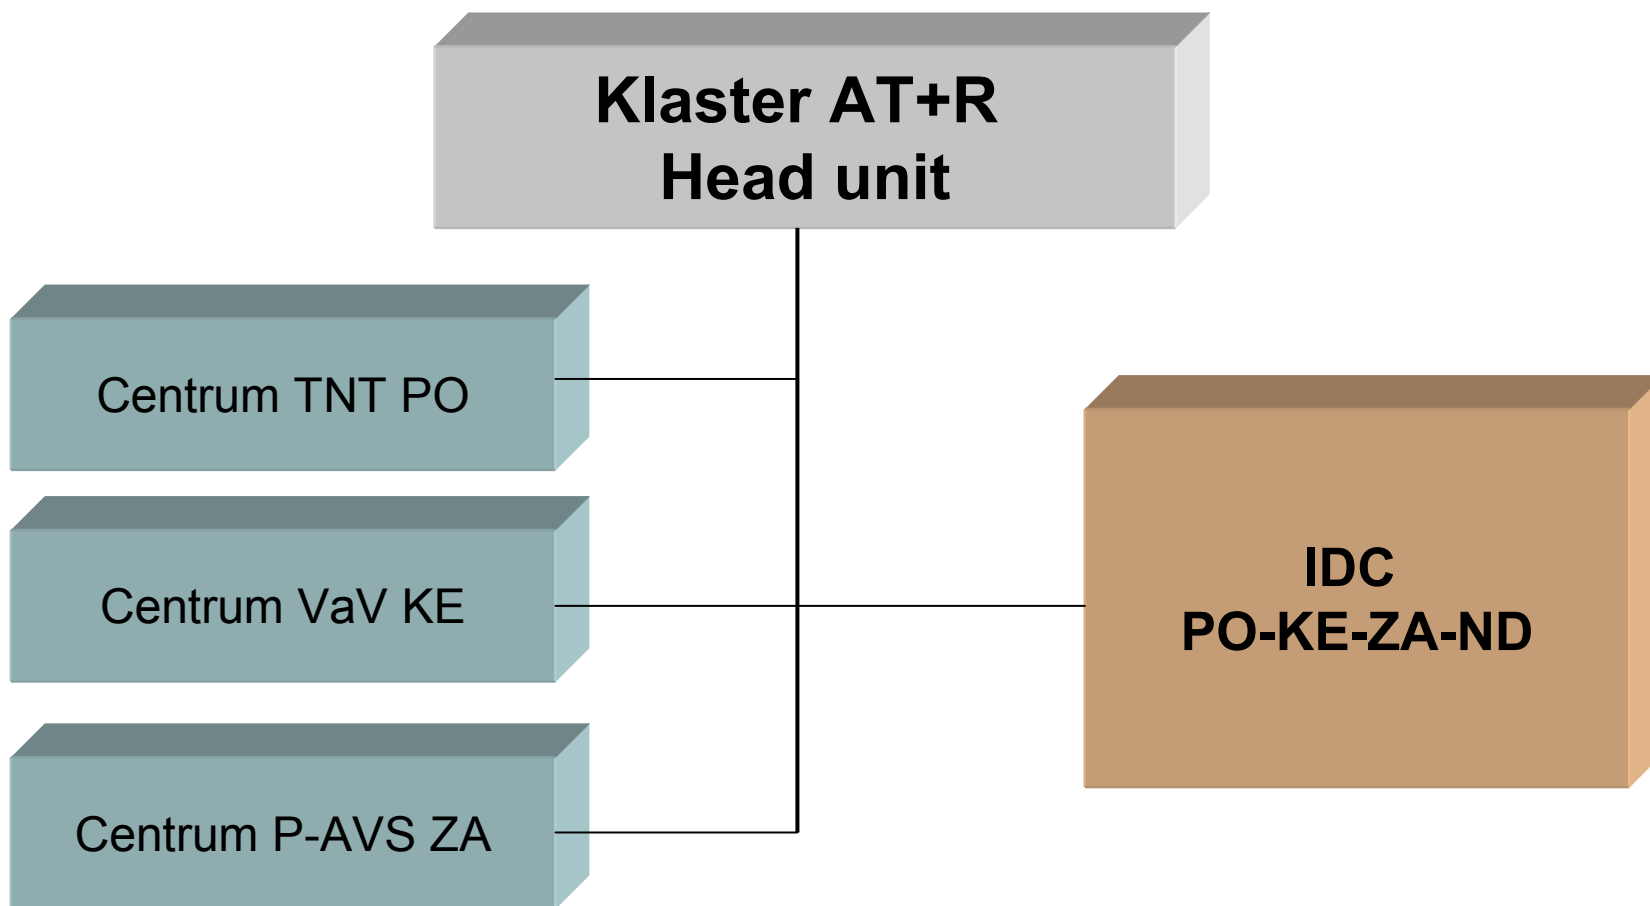 Klaster AT+R
Head unit
Centrum TNT PO
Centrum VaV KE
Centrum P-AVS ZA
IDC
PO-KE-ZA-ND